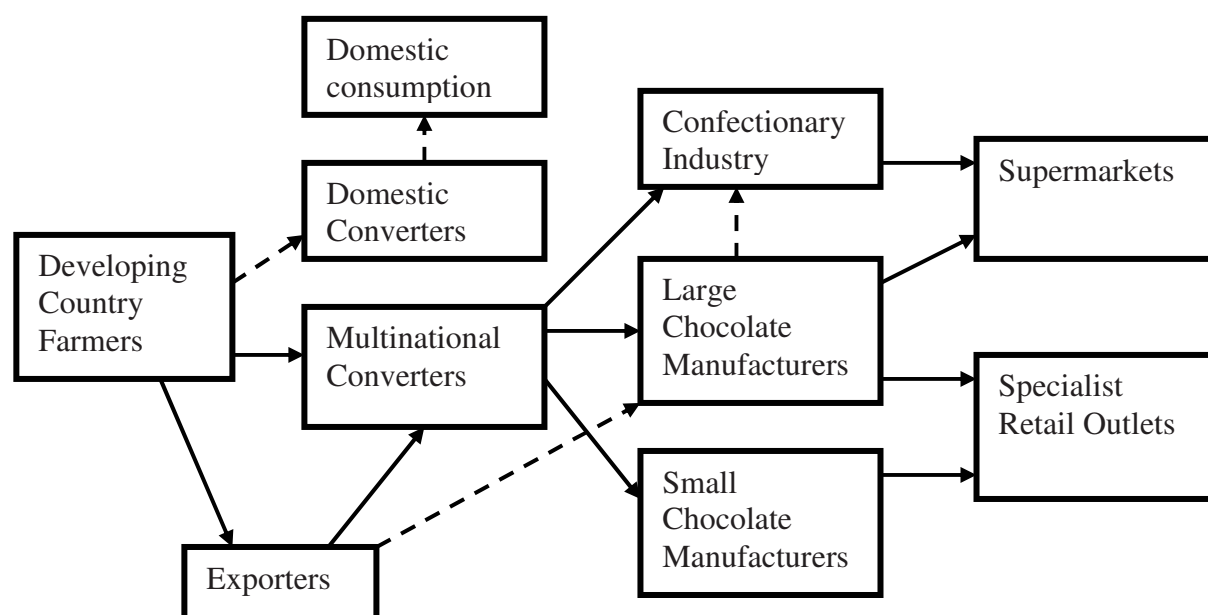 Domestic
consumption
Confectionary
Industry
Supermarkets
Domestic
Converters
Developing
Country
Farmers
Multinational
Converters
Large
Chocolate
Manufacturers
Specialist
Retail Outlets
Small
Chocolate
Manufacturers
Exporters